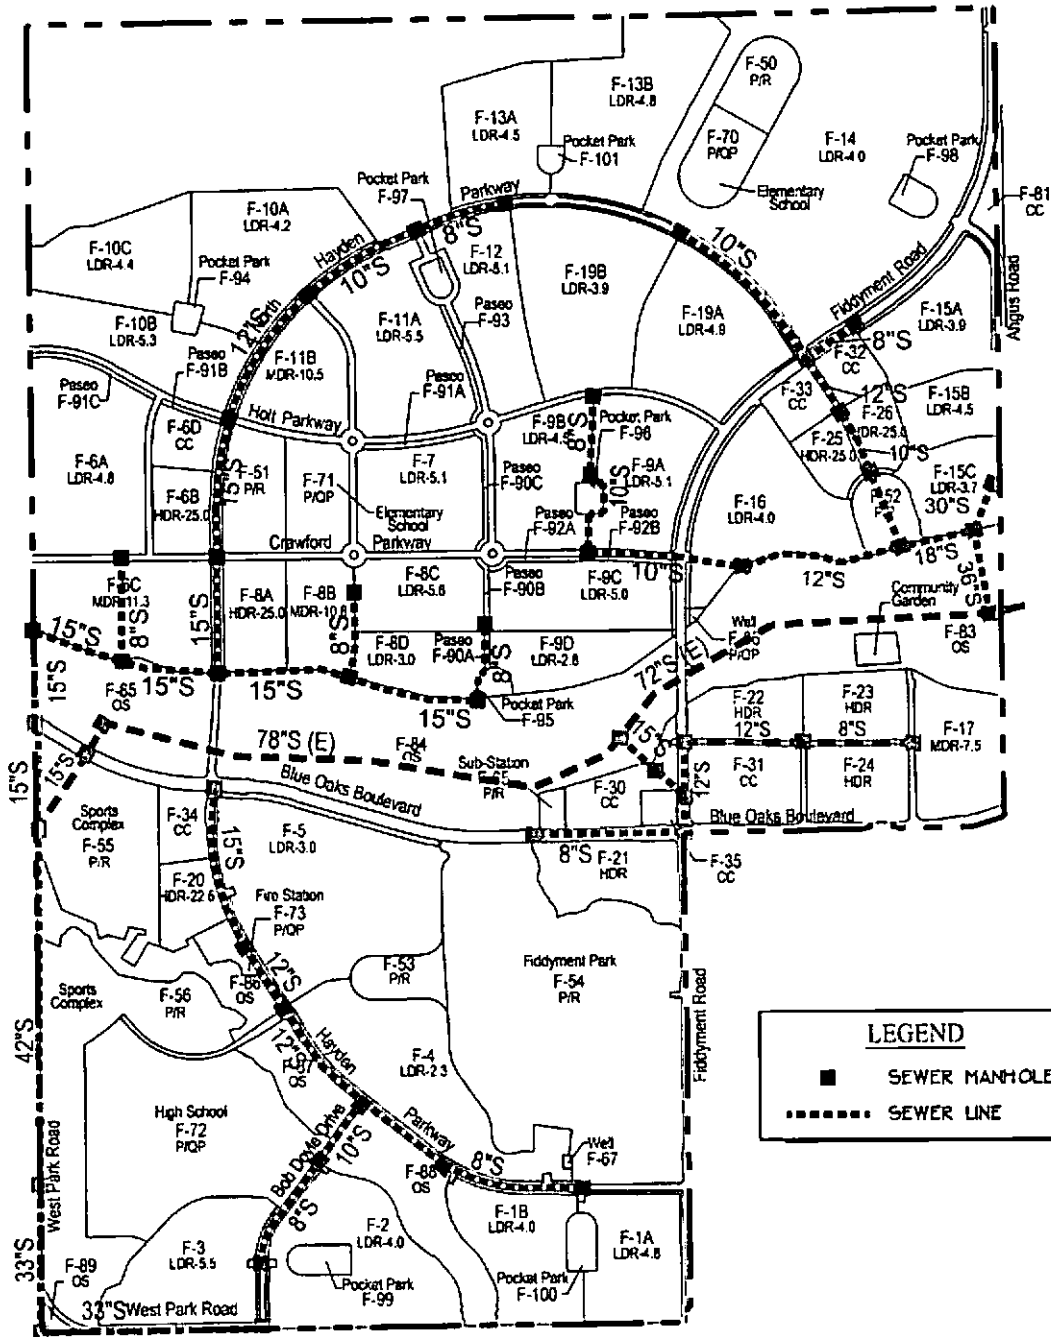 F-50
P/R
F-13B
LDR-4.8
F-13A
LDR-4.5
F-70
P/QP
F-14
LDR-4.0
Pocket Park
F-98
Pocket Park
F-101
Elementary
School
F-81
CC
Pocket Park
F-97
Parkway
8"S
F-10A
LDR-4.2
Hayden
10"S
F-12
LDR-5.1
10"S
Fiddyment Road
Angus Road
F-10C
LDR-4.4
Pocket Park
F-94
F-19B
LDR-3.9
North
12"S
F-11A
LDR-5.5
Paseo
F-93
F-19A
LDR-4.9
F-15A
LDR-3.9
F-10B
LDR-5.3
8"S
F-32
CC
Paseo
F-91B
F-11B
MDR-10.5
Paseo
F-91A
F-33
CC
12"S
F-15B
LDR-4.5
Paseo
F-91C
Holt Parkway
F-6D
CC
F-9B
LDR-4.5
8"S
Pocket Park
F-96
F-26
F-25
HDR-25.0
10"S
F-6A
LDR-4.8
15"S
F-51
P/R
F-71
P/QP
F-7
LDR-5.1
Paseo
F-90C
F-9A
LDR-5.1
10"S
F-15C
LDR-3.7
F-6B
HDR-25.0
Elementary
School
Paseo
F-92A
Paseo
F-92B
F-16
LDR-4.0
F-52
30"S
Crawford
Parkway
18"S
MDR-11.3
8"S
15"S
F-8A
HDR-25.0
F-8B
8"S
F-8C
LDR-5.6
Paseo
F-90B
F-9C
LDR-5.0
10"S
12"S
36"S
Community
Garden
15"S
F-8D
LDR-3.0
Paseo
F-90A
F-9D
8"S
Well
P/QP
F-83
OS
15"S
F-65
OS
15"S
15"S
15"S
Pocket Park
F-95
72"S (E)
F-22
HDR
F-23
HDR
F-17
MDR-7.5
78"S (E)
OS
15"S
12"S
8"S
15"S
15"S
Sub-Station
P/R
F-31
CC
F-24
HDR
12"S
F-30
CC
Blue Oaks Boulevard
Blue Oaks Boulevard
Sports
Complex
F-55
P/R
F-34
CC
15"S
F-5
LDR-3.0
8"S
F-21
HDR
F-35
CC
F-20
Fire Station
F-73
P/QP
F-53
P/R
Fiddyment Park
F-54
P/R
12"S
OS
Sports
Complex
F-56
P/R
42"S
12"S
OS
Hayden
F-4
LDR-2.3
Fiddyment Road
LEGEND
SEWER MANHOLE
SEWER LINE
High School
F-72
P/QP
Parkway
Bob Doyle Drive
10"S
8"S
F-88
OS
8"S
Well
F-67
West Park Road
F-1B
LDR-4.0
F-1A
LDR-4.8
33"S
F-3
LDR-5.5
F-2
LDR-4.0
F-89
OS
Pocket Park
F-99
Pocket Park
F-100
33"S
West Park Road